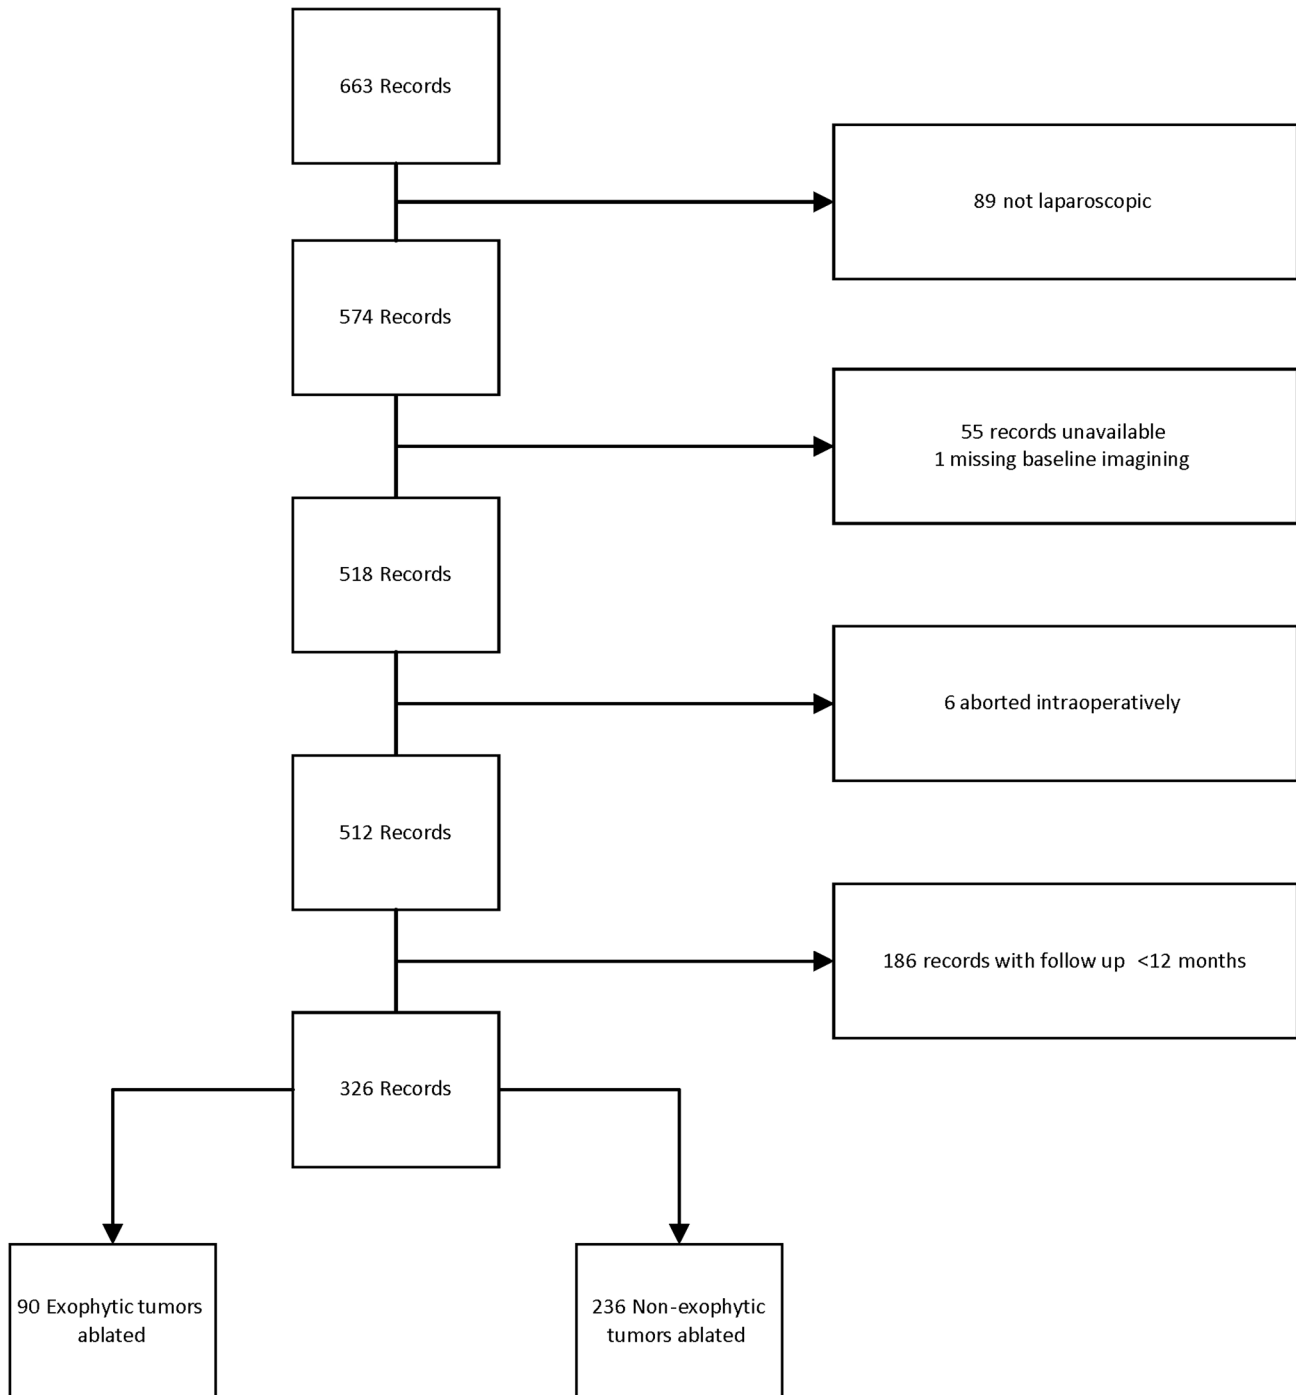 663 Records
89 not laparoscopic
574 Records
55 records unavailable
1 missing baseline imagining
518 Records
6 aborted intraoperatively
512 Records
186 records with follow up <12 months
326 Records
90 Exophytic tumors
ablated
236 Non-exophytic
tumors ablated